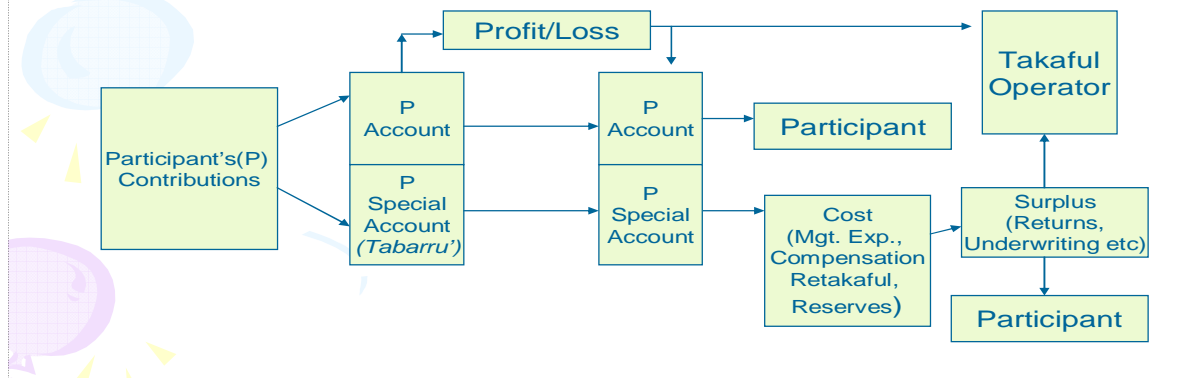 Profit/Loss
Takaful
Operator
Participant's(P)
Contributions
P
Account
P
Special
Account
(Tabarru')
P
Account
P
Special
Account
Participant
Cost
(Mgt. Exp.,
Compensation
Retakaful,
Reserves)
Surplus
(Returns,
Underwriting etc)
Participant